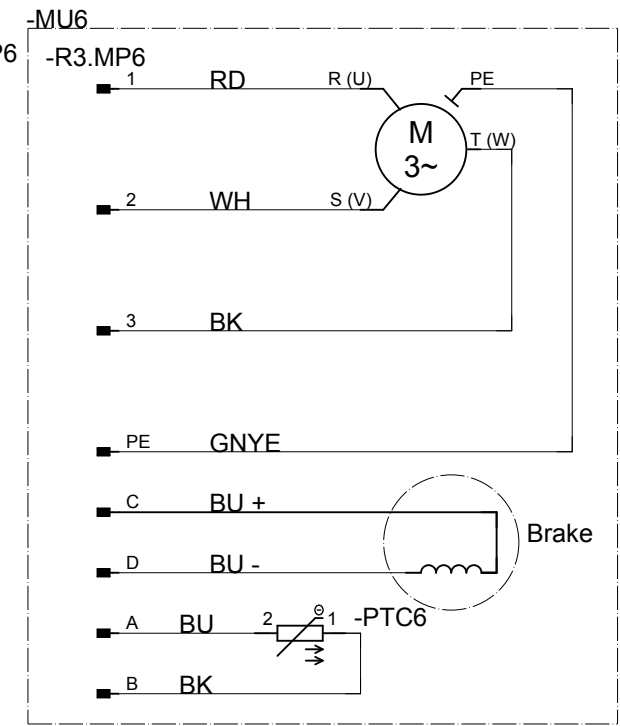 -MU6
P6 -R3.MP6
1 RD R (U) PE
M
3~
T (W)
2 WH S (V)
3 BK
PE GNYE
C BU +
Brake
D BU -
A BU 2 Θ 1 -PTC6
B BK